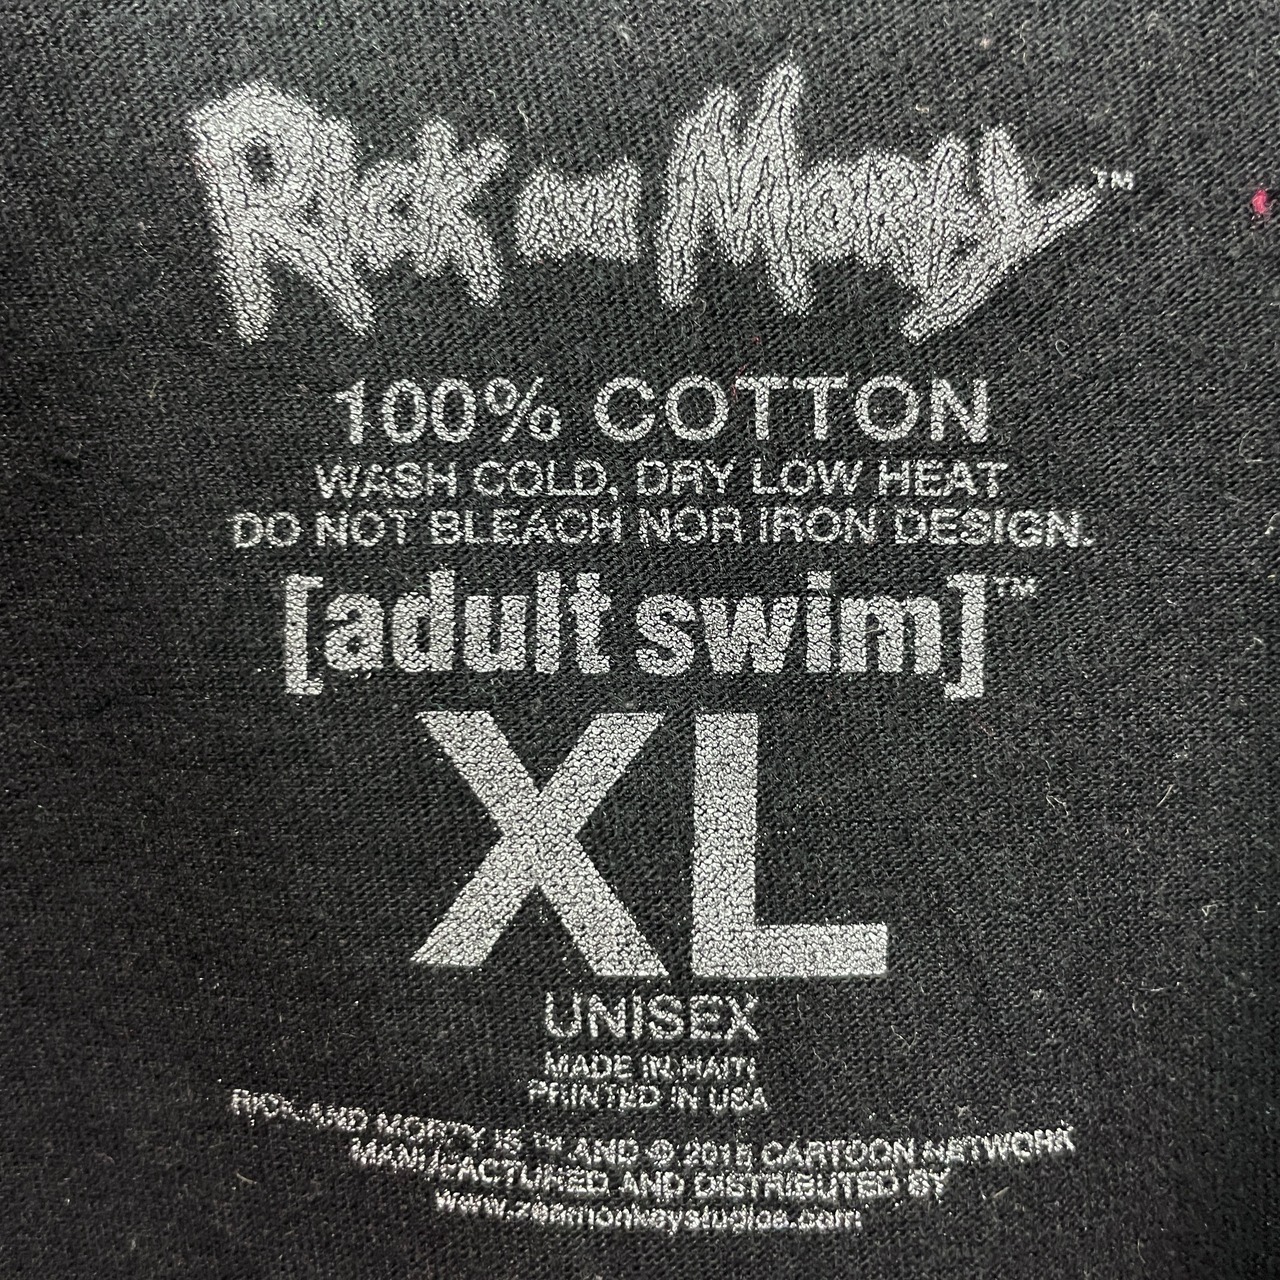 RICK AND MORTY™
100% COTTON
WASH COLD, DRY LOW HEAT
DO NOT BLEACH NOR IRON DESIGN.
[adult swim]™
XL
UNISEX
MADE IN HAITI
PRINTED IN USA
RICK AND MORTY IS ™ AND © 2018 CARTOON NETWORK
MANUFACTURED AND DISTRIBUTED BY